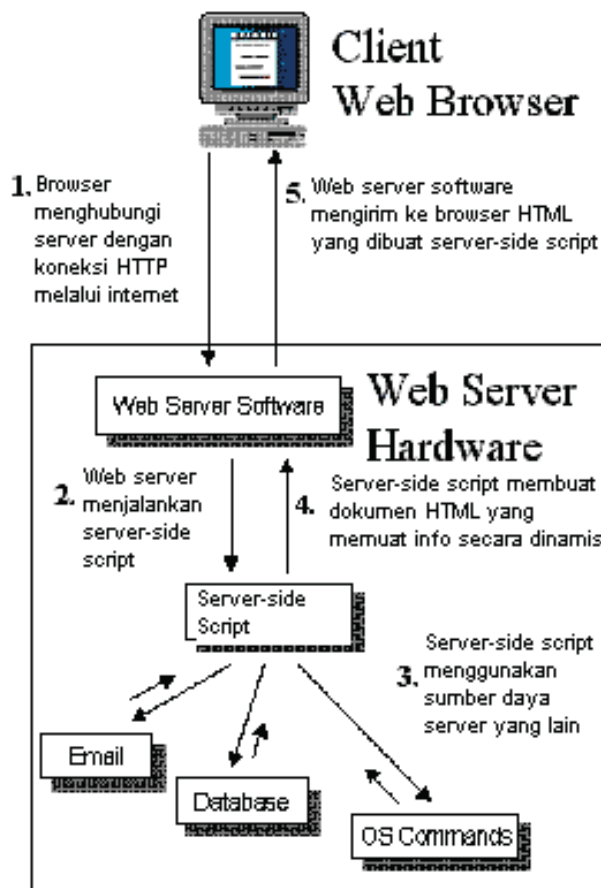 Client
Web Browser
1. Browser
menghubungi
server dengan
koneksi HTTP
melalui internet
5. Web server software
mengirim ke browser HTML
yang dibuat server-side script
Web Server Software
Web Server
Hardware
2. Web server
menjalankan
server-side
script
4. Server-side script membuat
dokumen HTML yang
memuat info secara dinamis
Server-side
Script
3. Server-side script
menggunakan
sumber daya
server yang lain
Email
Database
OS Commands